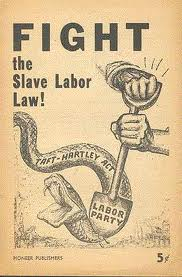 FIGHT
the
Slave Labor
Law!
TAFT-HARTLEY ACT
LABOR
PARTY
PIONEER PUBLISHERS
5¢